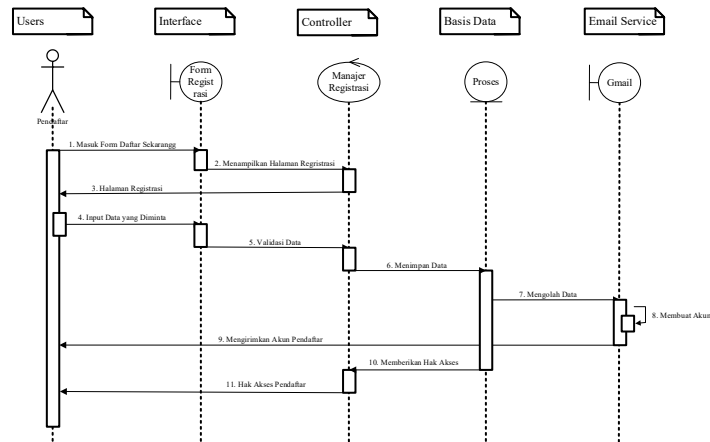 Users
Interface
Controller
Basis Data
Email Service
Form
Regist
rasi
Manajer
Registrasi
Proses
Gmail
Pendaftar
1. Masuk Form Daftar Sekarangg
2. Menampilkan Halaman Regristrasi
3. Halaman Registrasi
4. Input Data yang Diminta
5. Validasi Data
6. Menimpan Data
7. Mengolah Data
8. Membuat Akun
9. Mengirimkan Akun Pendaftar
10. Memberikan Hak Akses
11. Hak Akses Pendaftar